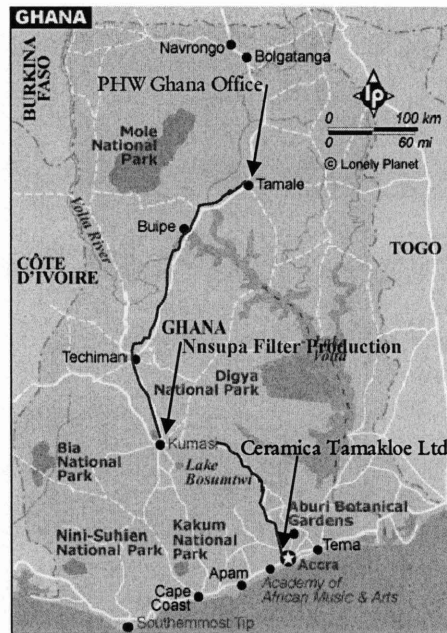 GHANA
BURKINA
FASO
Navrongo
Bolgatanga
PHW Ghana Office
lp
0 100 km
0 60 mi
© Lonely Planet
Mole
National
Park
Tamale
Volta River
Buipe
CÔTE
D'IVOIRE
TOGO
GHANA
Nnsupa Filter Production
Techiman
Volta
Digya
National Park
Kumasi
Ceramica Tamakloe Ltd
Bia
National
Park
Lake
Bosumtwi
Aburi Botanical
Gardens
Nini-Suhien
National Park
Kakum
National
Park
Tema
Accra
Apam
Academy of
African Music & Arts
Cape
Coast
Southernmost Tip